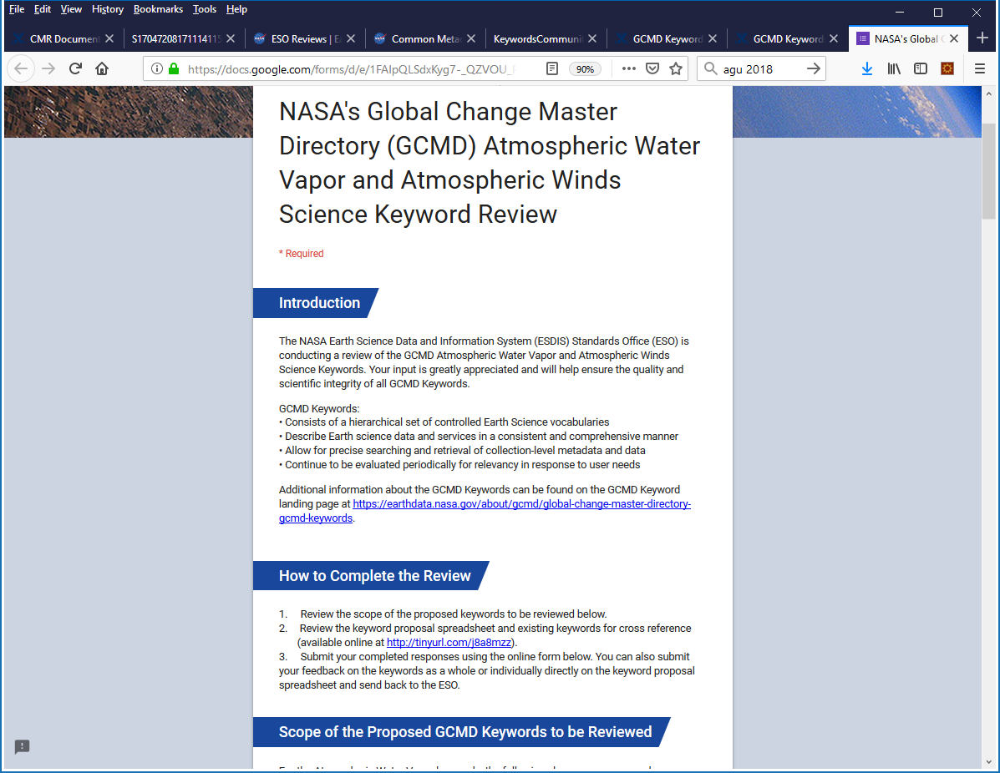 File Edit View History Bookmarks Tools Help
CMR Document S1704720817111411 ESO Reviews | Ea Common Meta KeywordsCommuni GCMD Keyword GCMD Keyword NASA's Global C
https://docs.google.com/forms/d/e/1FAIpQLSdxKyg7-_QZVOU_ 90% agu 2018
NASA's Global Change Master
Directory (GCMD) Atmospheric Water
Vapor and Atmospheric Winds
Science Keyword Review
* Required
Introduction
The NASA Earth Science Data and Information System (ESDIS) Standards Office (ESO) is
conducting a review of the GCMD Atmospheric Water Vapor and Atmospheric Winds
Science Keywords. Your input is greatly appreciated and will help ensure the quality and
scientific integrity of all GCMD Keywords.
GCMD Keywords:
• Consists of a hierarchical set of controlled Earth Science vocabularies
• Describe Earth science data and services in a consistent and comprehensive manner
• Allow for precise searching and retrieval of collection-level metadata and data
• Continue to be evaluated periodically for relevancy in response to user needs
Additional information about the GCMD Keywords can be found on the GCMD Keyword
landing page at https://earthdata.nasa.gov/about/gcmd/global-change-master-directory-
gcmd-keywords.
How to Complete the Review
1. Review the scope of the proposed keywords to be reviewed below.
2. Review the keyword proposal spreadsheet and existing keywords for cross reference
(available online at http://tinyurl.com/j8a8mzz).
3. Submit your completed responses using the online form below. You can also submit
your feedback on the keywords as a whole or individually directly on the keyword proposal
spreadsheet and send back to the ESO.
Scope of the Proposed GCMD Keywords to be Reviewed